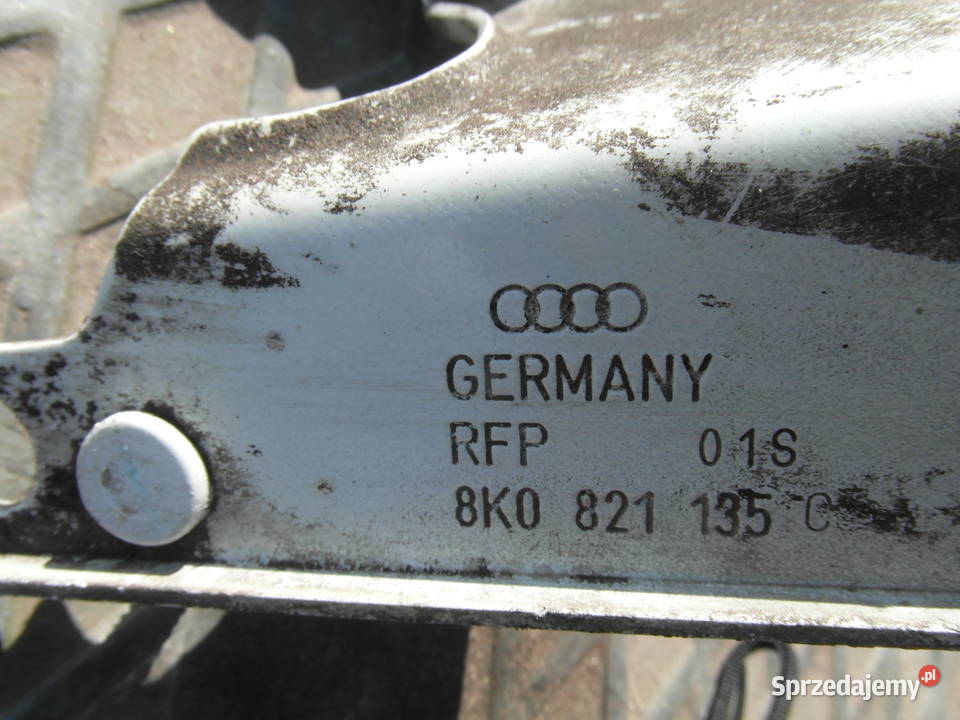 GERMANY
RFP 01S
8K0 821 135 C
Sprzedajemy.pl